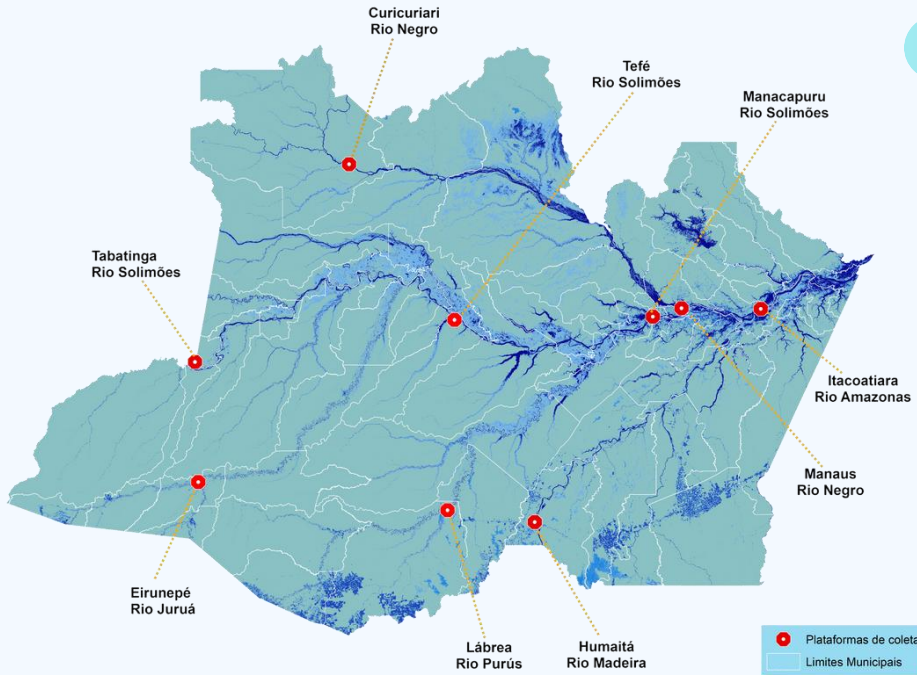 Curicuriari
Rio Negro
Tefé
Rio Solimões
Manacapuru
Rio Solimões
Tabatinga
Rio Solimões
Itacoatiara
Rio Amazonas
Manaus
Rio Negro
Eirunepé
Rio Juruá
Lábrea
Rio Purús
Humaitá
Rio Madeira
Plataformas de coleta
Limites Municipais